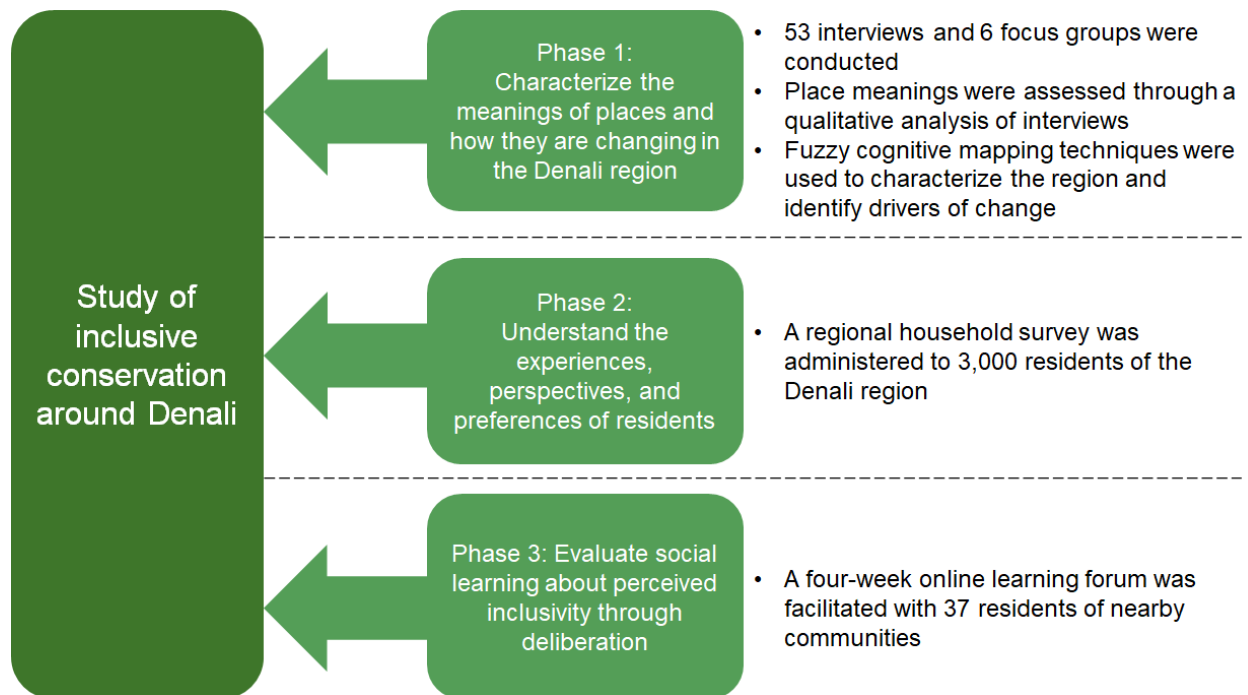 Study of
inclusive
conservation
around Denali
Phase 1:
Characterize the
meanings of places and
how they are changing in
the Denali region
• 53 interviews and 6 focus groups were
conducted
• Place meanings were assessed through a
qualitative analysis of interviews
• Fuzzy cognitive mapping techniques were
used to characterize the region and
identify drivers of change
Phase 2:
Understand the
experiences,
perspectives, and
preferences of residents
• A regional household survey was
administered to 3,000 residents of the
Denali region
Phase 3: Evaluate social
learning about perceived
inclusivity through
deliberation
• A four-week online learning forum was
facilitated with 37 residents of nearby
communities